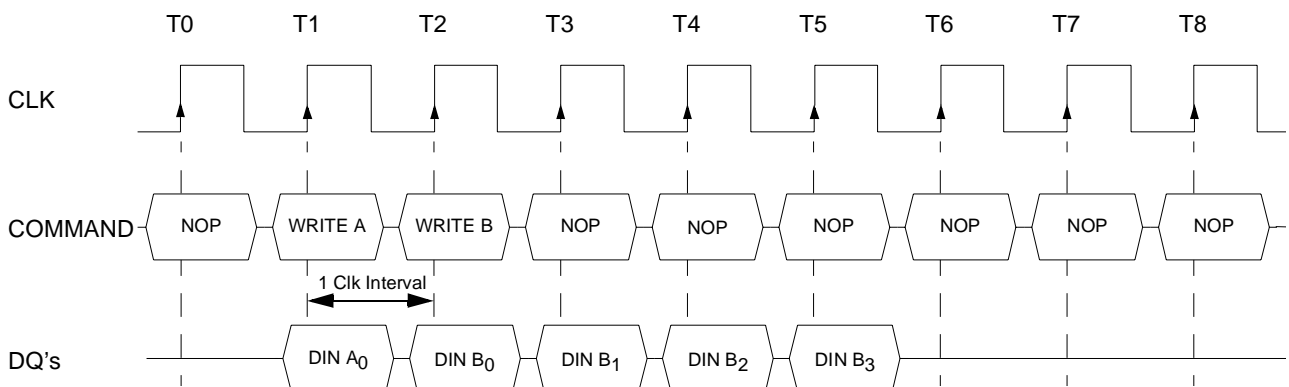 T0 T1 T2 T3 T4 T5 T6 T7 T8
CLK
COMMAND NOP WRITE A WRITE B NOP NOP NOP NOP NOP NOP
1 Clk Interval
DQ's DIN A0 DIN B0 DIN B1 DIN B2 DIN B3